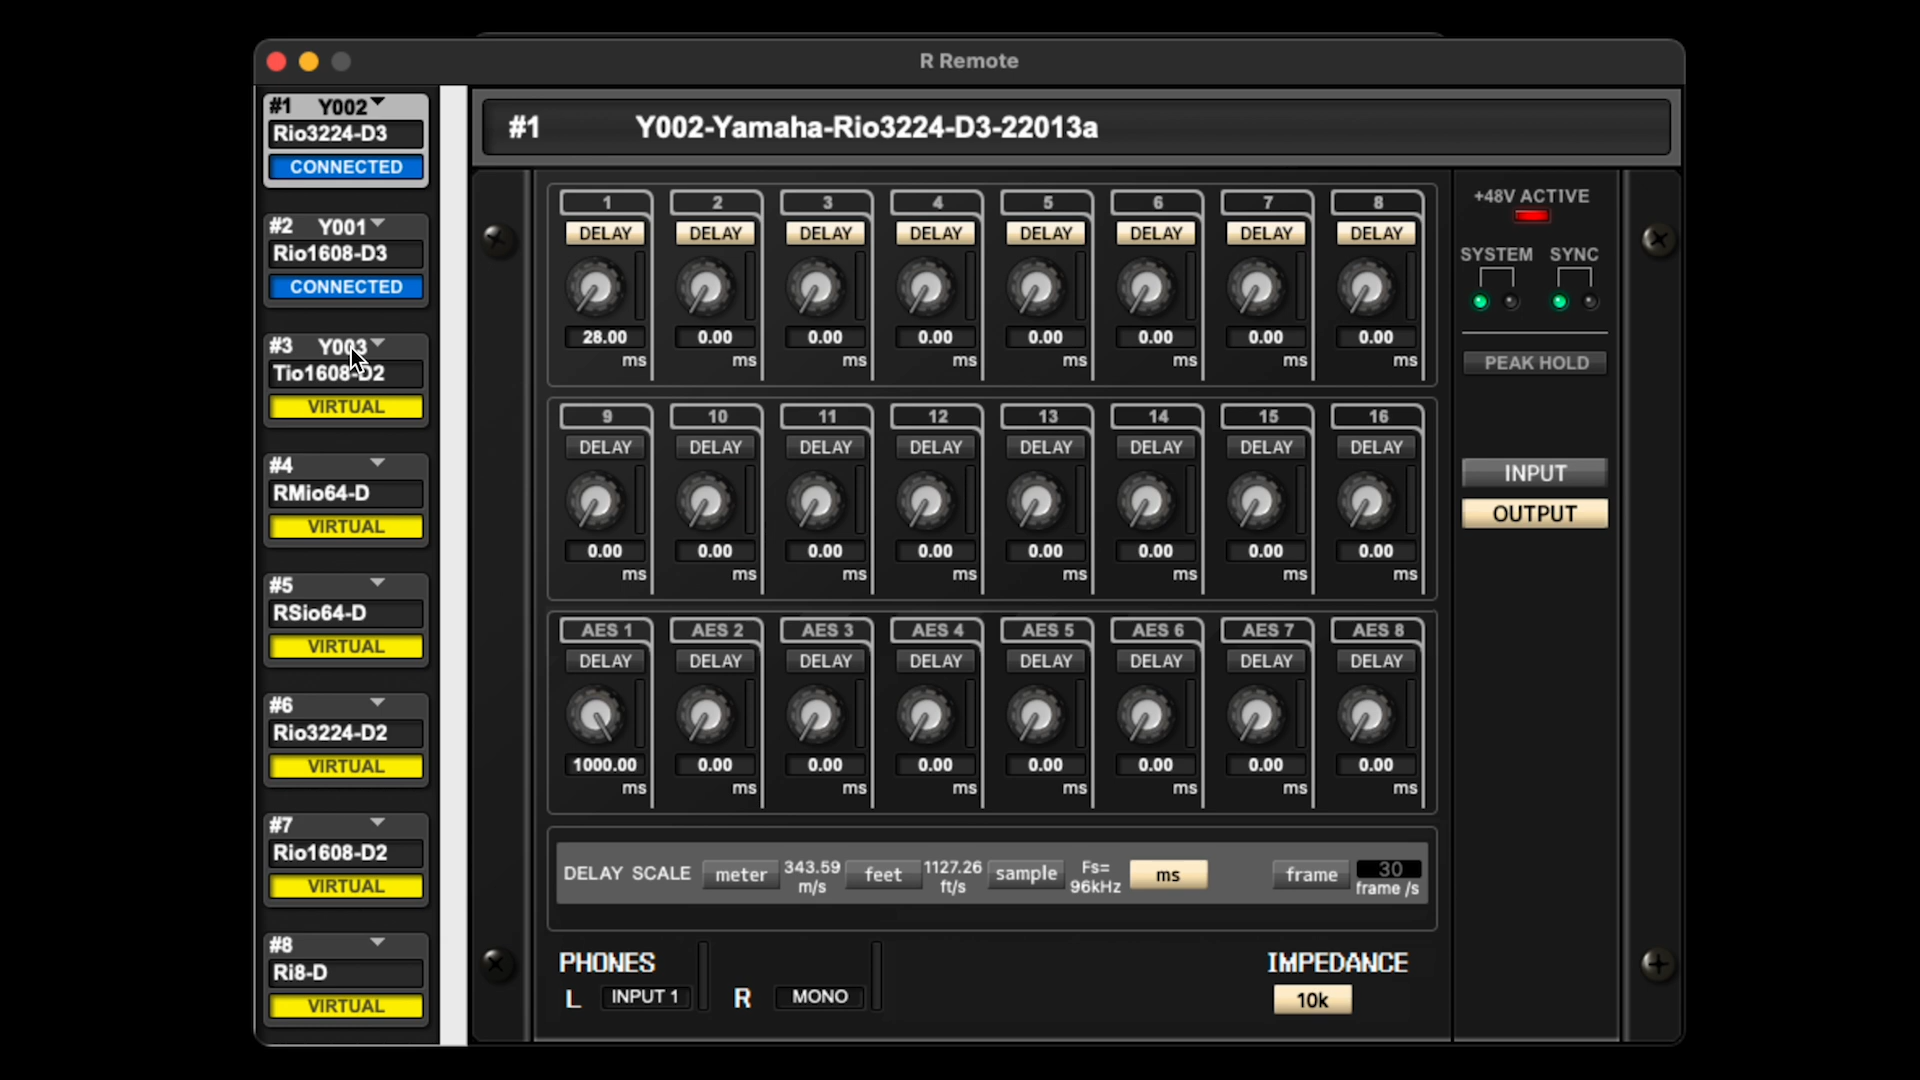 R Remote
#1 Y002
Rio3224-D3
CONNECTED
#2 Y001
Rio1608-D3
CONNECTED
#3 Y003
Tio1608-D2
VIRTUAL
#4
RMio64-D
VIRTUAL
#5
RSio64-D
VIRTUAL
#6
Rio3224-D2
VIRTUAL
#7
Rio1608-D2
VIRTUAL
#8
Ri8-D
VIRTUAL
#1 Y002-Yamaha-Rio3224-D3-22013a
1 2 3 4 5 6 7 8
DELAY DELAY DELAY DELAY DELAY DELAY DELAY DELAY
28.00 0.00 0.00 0.00 0.00 0.00 0.00 0.00
ms ms ms ms ms ms ms ms
9 10 11 12 13 14 15 16
DELAY DELAY DELAY DELAY DELAY DELAY DELAY DELAY
0.00 0.00 0.00 0.00 0.00 0.00 0.00 0.00
ms ms ms ms ms ms ms ms
AES 1 AES 2 AES 3 AES 4 AES 5 AES 6 AES 7 AES 8
DELAY DELAY DELAY DELAY DELAY DELAY DELAY DELAY
1000.00 0.00 0.00 0.00 0.00 0.00 0.00 0.00
ms ms ms ms ms ms ms ms
DELAY SCALE meter 343.59 m/s feet 1127.26 ft/s sample Fs= 96kHz ms frame 30 frame /s
PHONES
L INPUT 1 R MONO
IMPEDANCE
10k
+48V ACTIVE
SYSTEM SYNC
PEAK HOLD
INPUT
OUTPUT